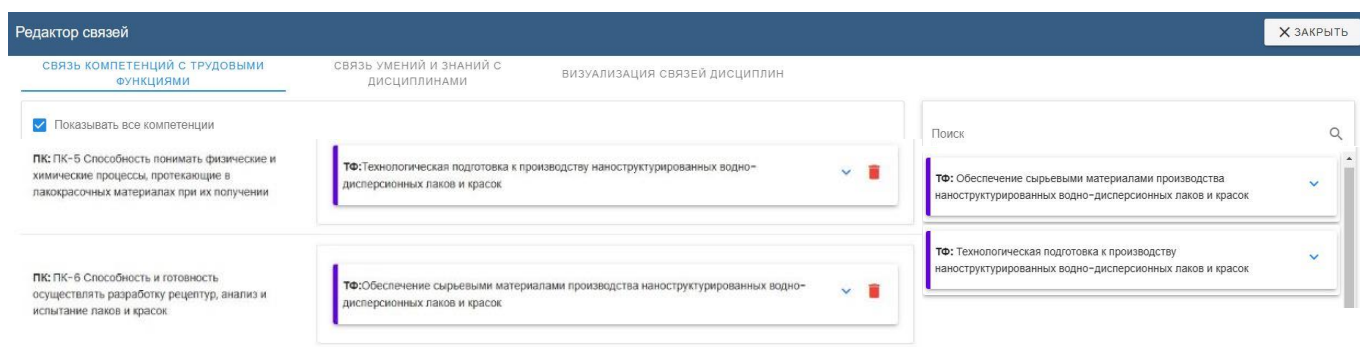 Редактор связей
ЗАКРЫТЬ
СВЯЗЬ КОМПЕТЕНЦИЙ С ТРУДОВЫМИ
ФУНКЦИЯМИ
СВЯЗЬ УМЕНИЙ И ЗНАНИЙ С
ДИСЦИПЛИНАМИ
ВИЗУАЛИЗАЦИЯ СВЯЗЕЙ ДИСЦИПЛИН
Показывать все компетенции
ПК: ПК-5 Способность понимать физические и
химические процессы, протекающие в
лакокрасочных материалах при их получении
ТФ:Технологическая подготовка к производству наноструктурированных водно-
дисперсионных лаков и красок
ПК: ПК-6 Способность и готовность
осуществлять разработку рецептур, анализ и
испытание лаков и красок
ТФ:Обеспечение сырьевыми материалами производства наноструктурированных водно-
дисперсионных лаков и красок
Поиск
ТФ: Обеспечение сырьевыми материалами производства
наноструктурированных водно-дисперсионных лаков и красок
ТФ: Технологическая подготовка к производству
наноструктурированных водно-дисперсионных лаков и красок